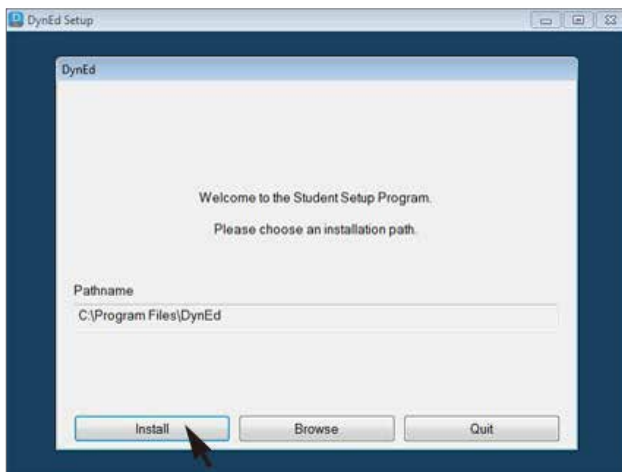 DynEd Setup
DynEd
Welcome to the Student Setup Program.
Please choose an installation path.
Pathname
C:\Program Files\DynEd
Install Browse Quit